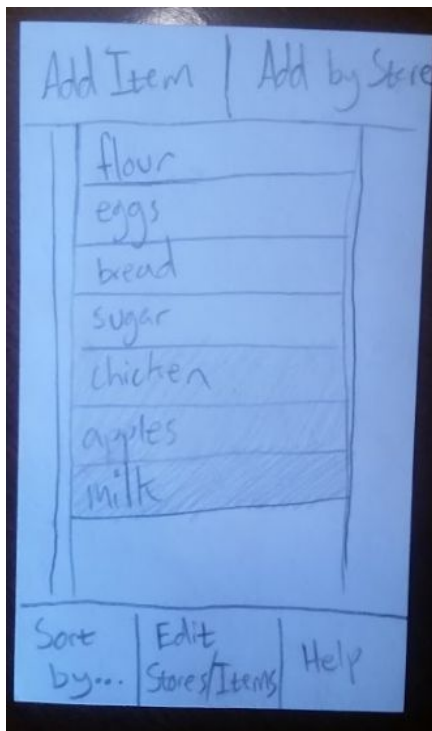 Add Item | Add by Store
flour
eggs
bread
sugar
chicken
apples
milk
Sort by...
Edit Stores/Items
Help